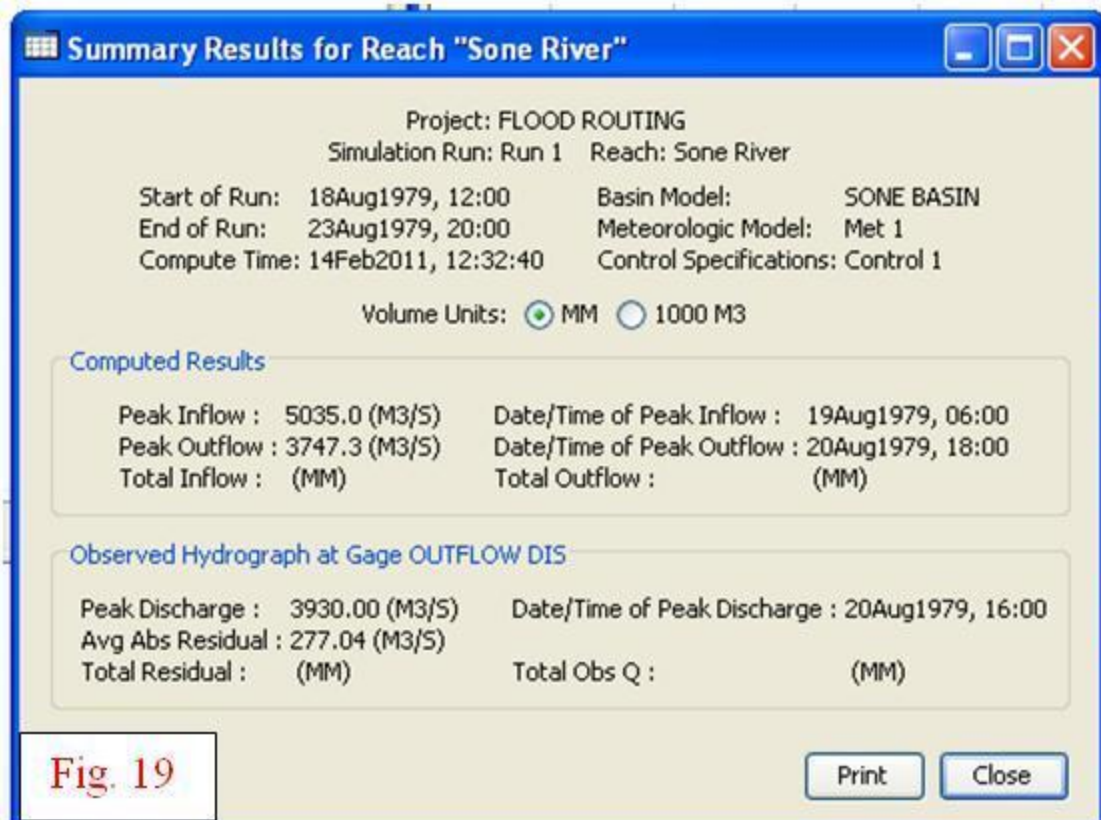 Summary Results for Reach "Sone River"
Project: FLOOD ROUTING
Simulation Run: Run 1 Reach: Sone River
Start of Run: 18Aug1979, 12:00 Basin Model: SONE BASIN
End of Run: 23Aug1979, 20:00 Meteorologic Model: Met 1
Compute Time: 14Feb2011, 12:32:40 Control Specifications: Control 1
Volume Units: MM 1000 M3
Computed Results
Peak Inflow : 5035.0 (M3/S) Date/Time of Peak Inflow : 19Aug1979, 06:00
Peak Outflow : 3747.3 (M3/S) Date/Time of Peak Outflow : 20Aug1979, 18:00
Total Inflow : (MM) Total Outflow : (MM)
Observed Hydrograph at Gage OUTFLOW DIS
Peak Discharge : 3930.00 (M3/S) Date/Time of Peak Discharge : 20Aug1979, 16:00
Avg Abs Residual : 277.04 (M3/S)
Total Residual : (MM) Total Obs Q : (MM)
Fig. 19
Print Close